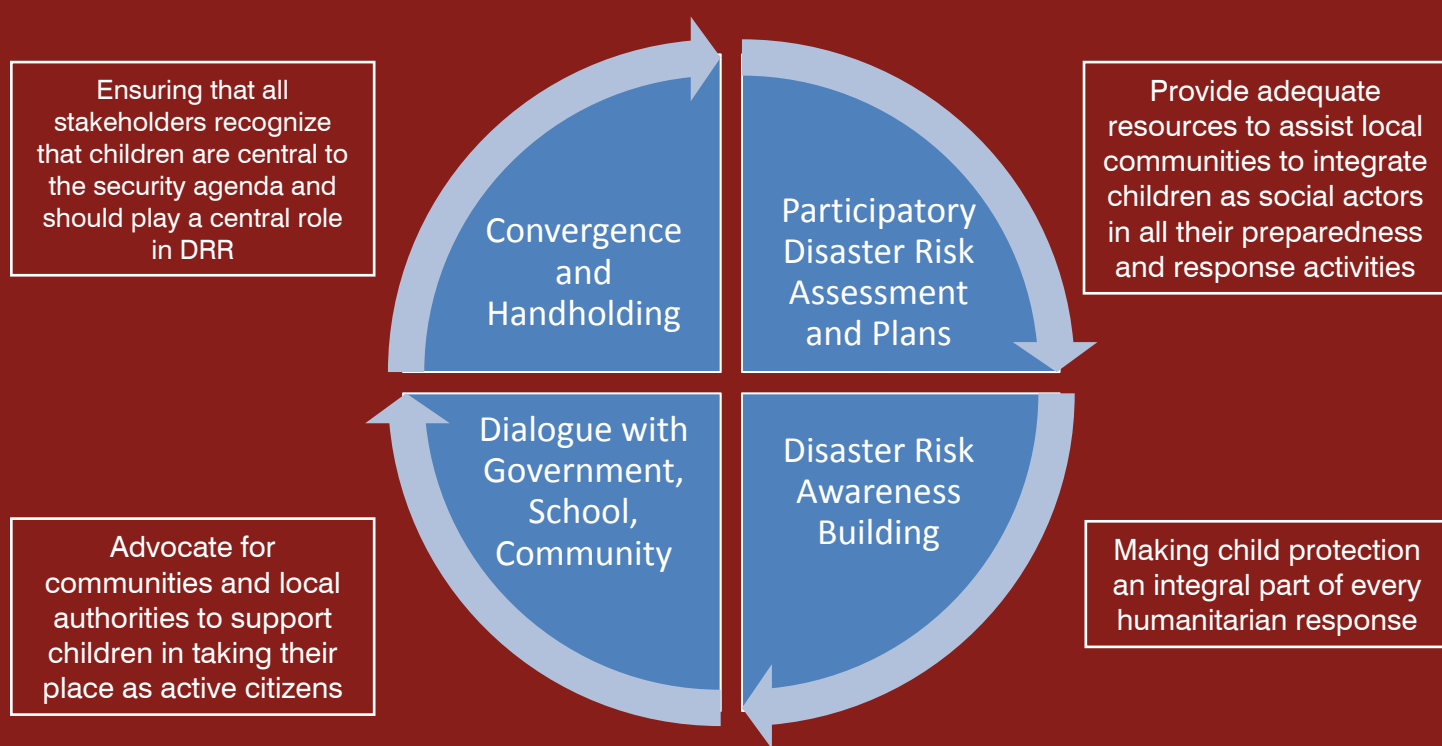 Ensuring that all
stakeholders recognize
that children are central to
the security agenda and
should play a central role
in DRR
Convergence
and
Handholding
Participatory
Disaster Risk
Assessment
and Plans
Provide adequate
resources to assist local
communities to integrate
children as social actors
in all their preparedness
and response activities
Advocate for
communities and local
authorities to support
children in taking their
place as active citizens
Dialogue with
Government,
School,
Community
Disaster Risk
Awareness
Building
Making child protection
an integral part of every
humanitarian response